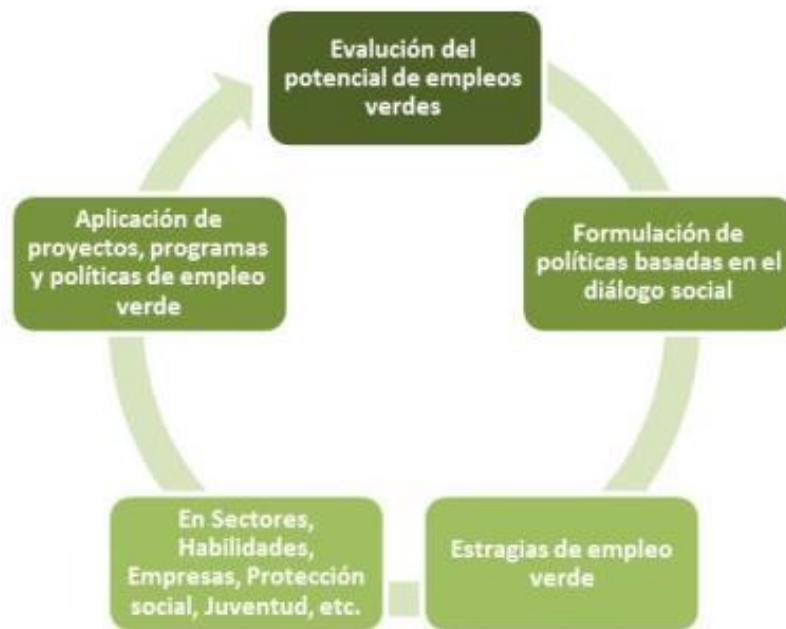 Evalución del
potencial de empleos
verdes
Formulación de
políticas basadas en el
diálogo social
Estragias de empleo
verde
En Sectores,
Habilidades,
Empresas, Protección
social, Juventud, etc.
Aplicación de
proyectos, programas
y políticas de empleo
verde